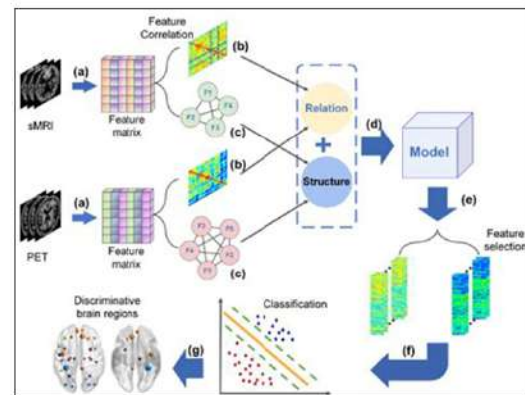 Feature
Correlation
(b)
(a)
sMRI
Feature
matrix
(c)
Relation
+
Structure
(d)
Model
(b)
(a)
PET
Feature
matrix
(c)
(e)
Feature
selection
Discriminative
brain regions
(g)
Classification
(f)